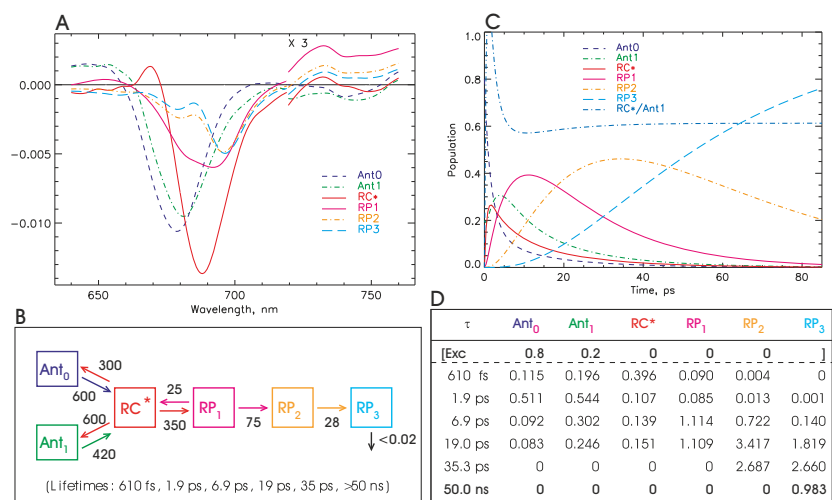 A
X 3
0.000
−0.005
−0.010
650
700
750
Wavelength, nm
Ant0
Ant1
RC*
RP1
RP2
RP3
C
1.0
0.8
0.6
0.4
0.2
0.0
Population
0
20
40
60
80
Time, ps
Ant0
Ant1
RC*
RP1
RP2
RP3
RC*/Ant1
B
Ant0
300
600
RC*
25
350
RP1
75
RP2
28
RP3
<0.02
600
420
Ant1
(Lifetimes: 610 fs, 1.9 ps, 6.9 ps, 19 ps, 35 ps, >50 ns)
D
τ Ant0 Ant1 RC* RP1 RP2 RP3
[Exc 0.8 0.2 0 0 0 ]
610 fs 0.115 0.196 0.396 0.090 0.004 0
1.9 ps 0.511 0.544 0.107 0.085 0.013 0.001
6.9 ps 0.092 0.302 0.139 1.114 0.722 0.140
19.0 ps 0.083 0.246 0.151 1.109 3.417 1.819
35.3 ps 0 0 0 0 2.687 2.660
50.0 ns 0 0 0 0 0 0.983